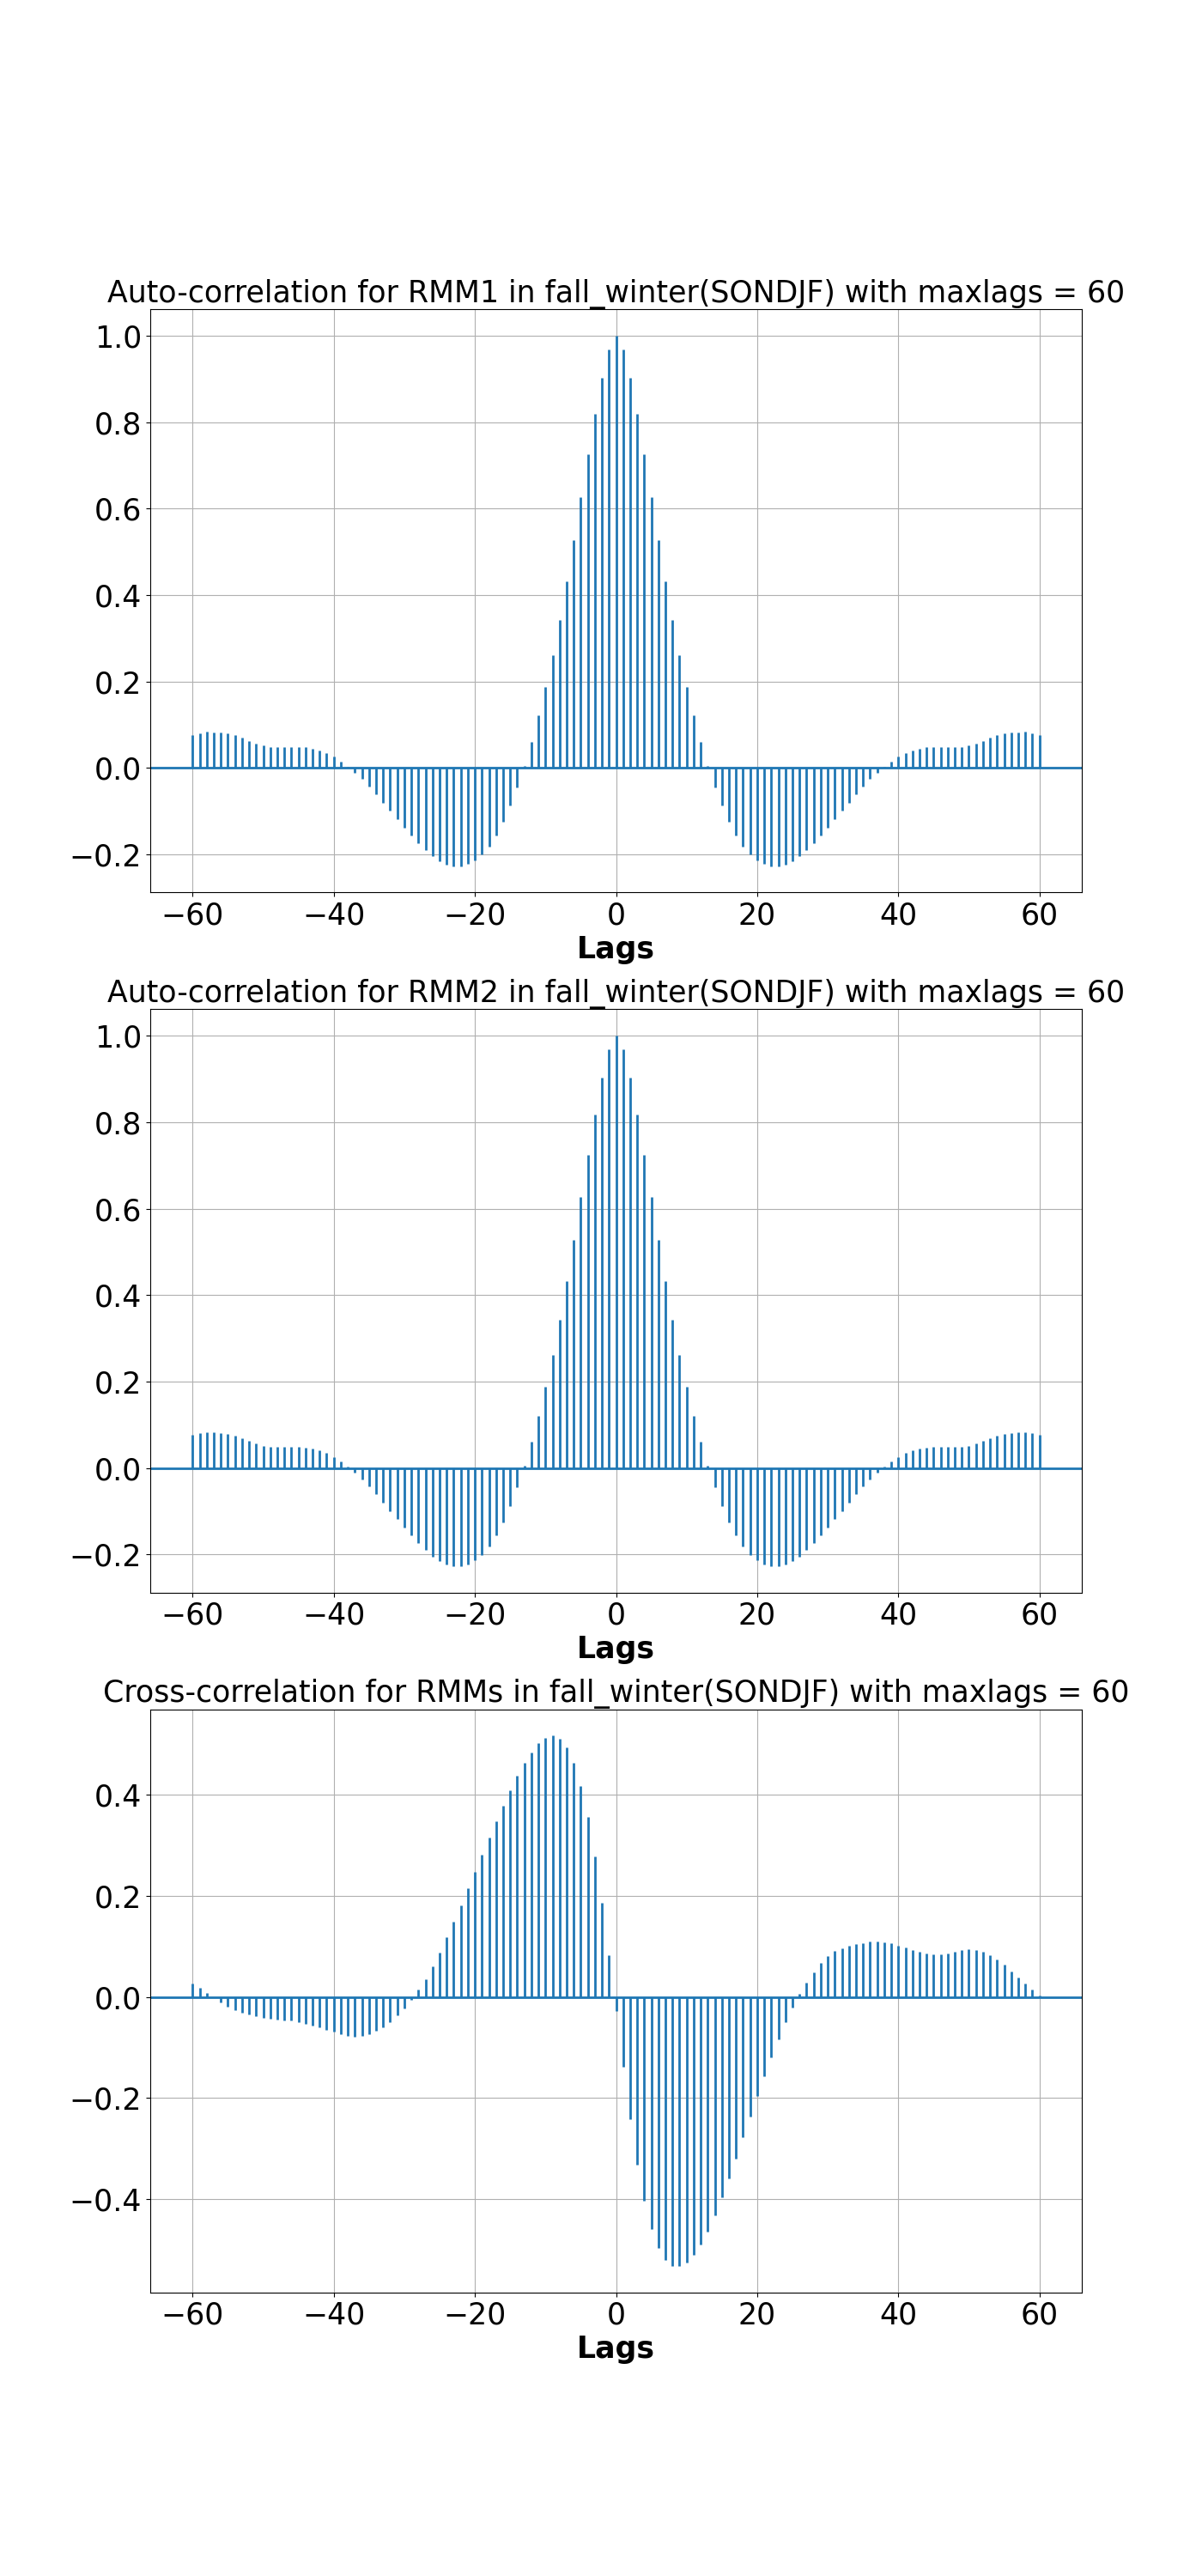 Auto-correlation for RMM1 in fall_winter(SONDJF) with maxlags = 60
1.0
0.8
0.6
0.4
0.2
0.0
−0.2
−60 −40 −20 0 20 40 60
Lags
Auto-correlation for RMM2 in fall_winter(SONDJF) with maxlags = 60
1.0
0.8
0.6
0.4
0.2
0.0
−0.2
−60 −40 −20 0 20 40 60
Lags
Cross-correlation for RMMs in fall_winter(SONDJF) with maxlags = 60
0.4
0.2
0.0
−0.2
−0.4
−60 −40 −20 0 20 40 60
Lags